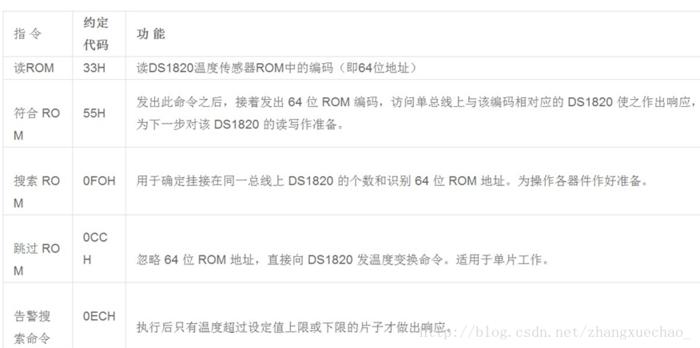 指 令 约定代码 功 能
读ROM 33H 读DS1820温度传感器ROM中的编码（即64位地址）
符合 ROM 55H 发出此命令之后，接着发出 64 位 ROM 编码，访问单总线上与该编码相对应的 DS1820 使之作出响应，
为下一步对该 DS1820 的读写作准备。
搜索 ROM 0FOH 用于确定挂接在同一总线上 DS1820 的个数和识别 64 位 ROM 地址。为操作各器件作好准备。
跳过 ROM 0CCH 忽略 64 位 ROM 地址，直接向 DS1820 发温度变换命令。适用于单片工作。
告警搜索命令 0ECH 执行后只有温度超过设定值上限或下限的片子才做出响应。
http://blog.csdn.net/zhangxuechao_